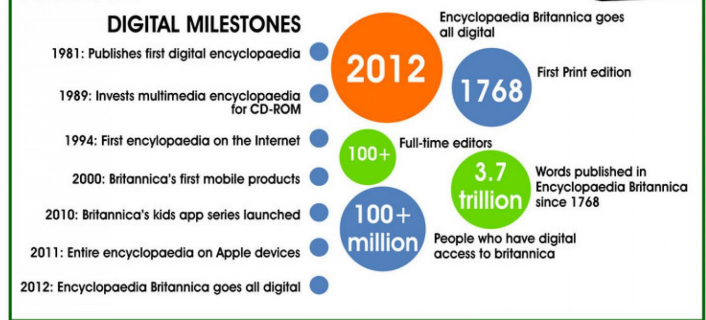 DIGITAL MILESTONES
1981: Publishes first digital encyclopaedia
1989: Invests multimedia encyclopaedia
for CD-ROM
1994: First encylopaedia on the Internet
2000: Britannica's first mobile products
2010: Britannica's kids app series launched
2011: Entire encyclopaedia on Apple devices
2012: Encyclopaedia Britannica goes all digital
2012
Encyclopaedia Britannica goes
all digital
1768
First Print edition
100+
Full-time editors
3.7
trillion
Words published in
Encyclopaedia Britannica
since 1768
100+
million
People who have digital
access to britannica